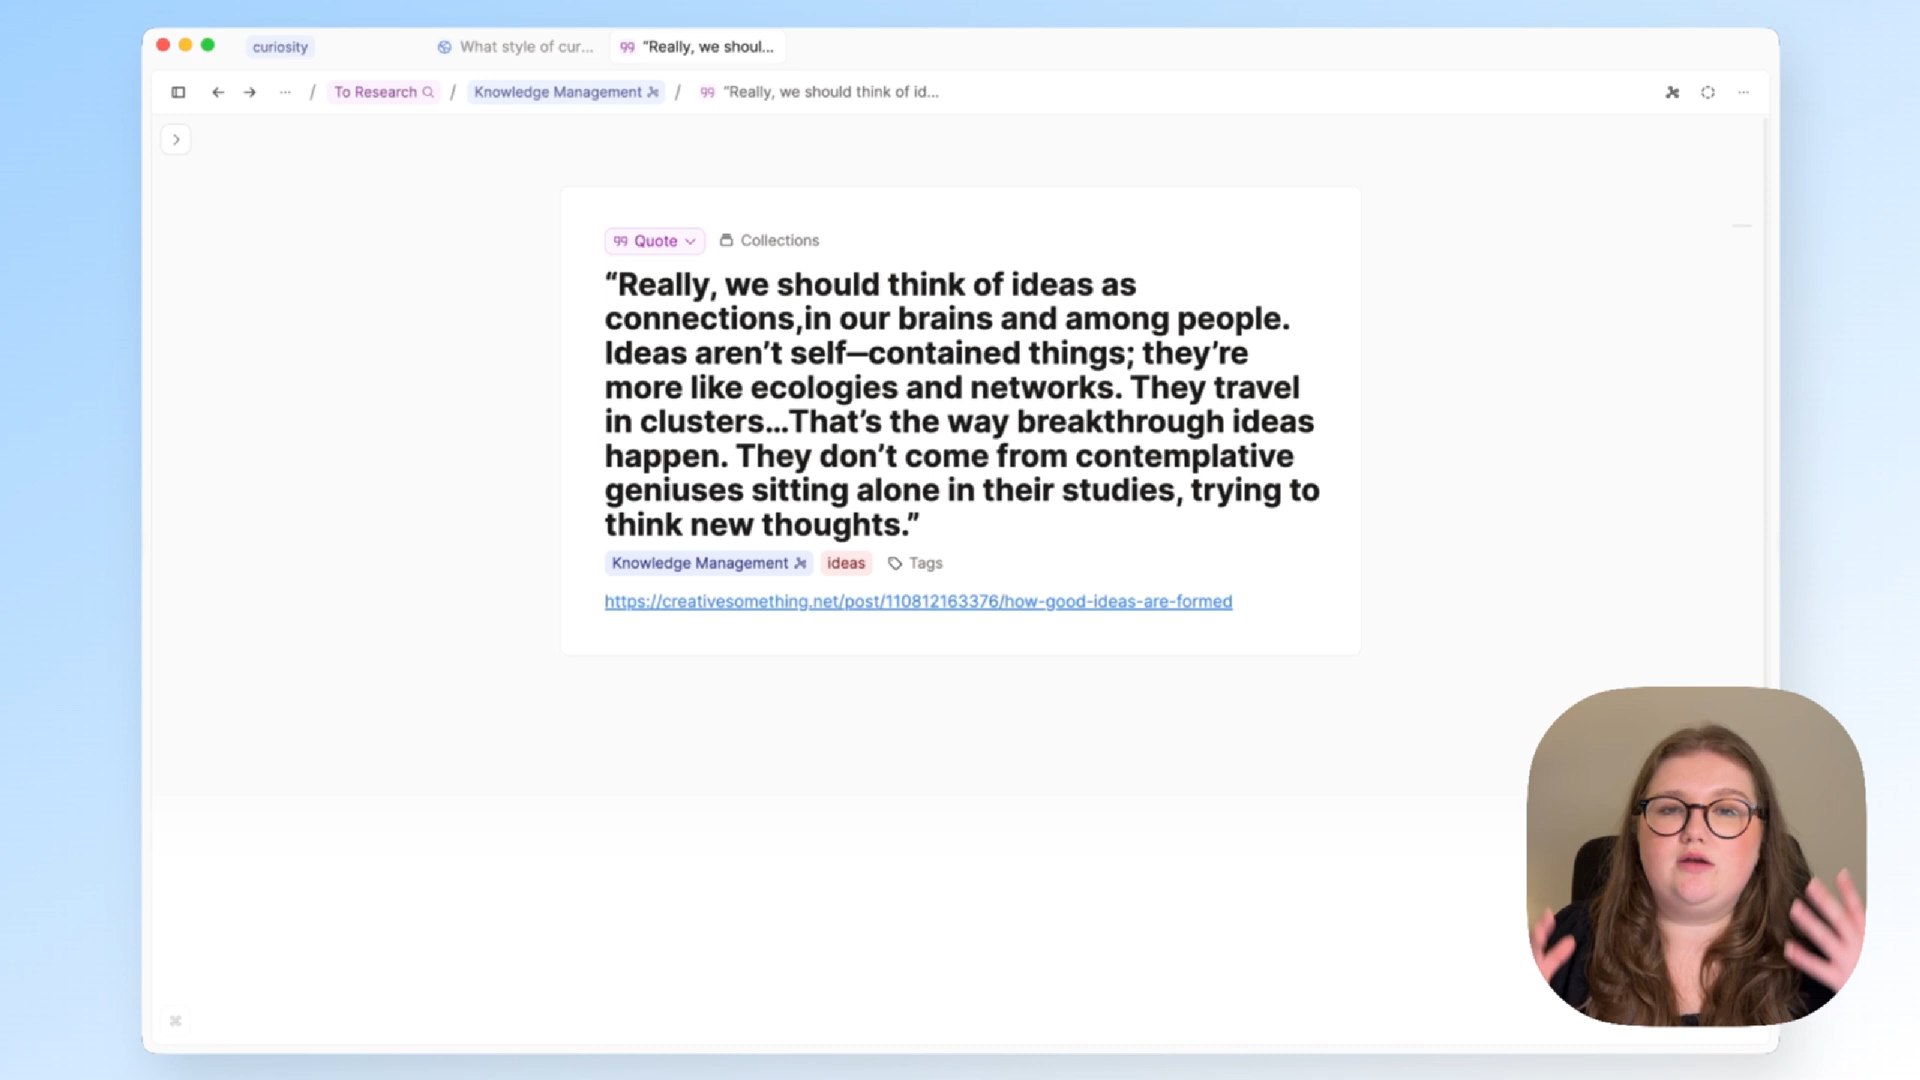 curiosity
What style of cur...
"Really, we shoul...
To Research
/
Knowledge Management
/
"Really, we should think of id...
Quote
Collections
“Really, we should think of ideas as
connections,in our brains and among people.
Ideas aren’t self—contained things; they’re
more like ecologies and networks. They travel
in clusters...That’s the way breakthrough ideas
happen. They don’t come from contemplative
geniuses sitting alone in their studies, trying to
think new thoughts.”
Knowledge Management
ideas
Tags
https://creativesomething.net/post/110812163376/how-good-ideas-are-formed